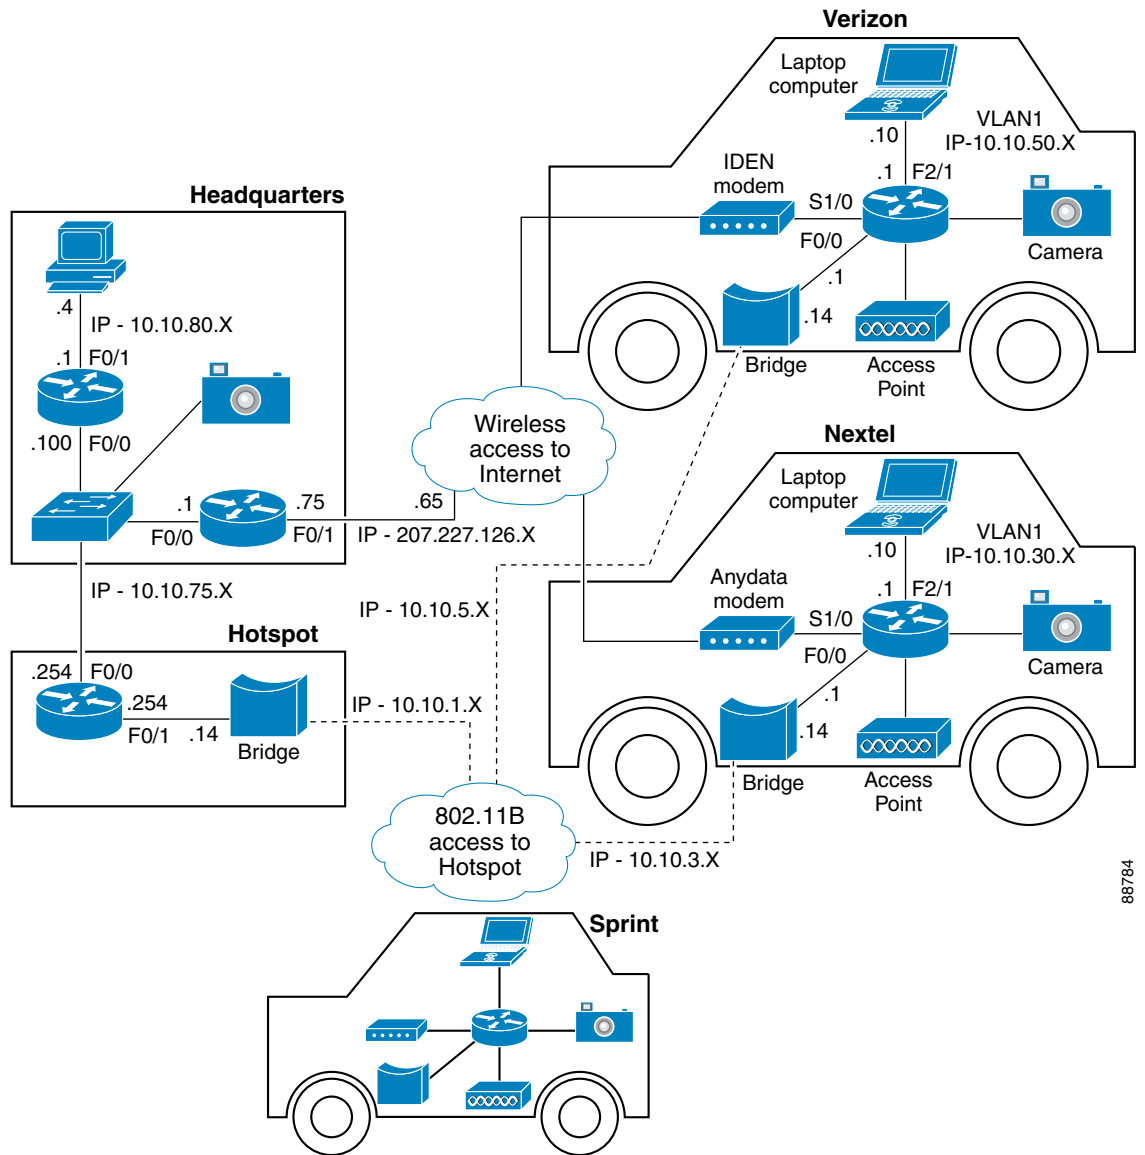 Verizon
Laptop
computer
.10
VLAN1
IP-10.10.50.X
IDEN
modem
.1
F2/1
S1/0
F0/0
.1
.14
Camera
Bridge
Access
Point
Headquarters
.4
IP - 10.10.80.X
.1
F0/1
.100
F0/0
.1
F0/0
.75
F0/1
.65
IP - 207.227.126.X
Wireless
access to
Internet
IP - 10.10.75.X
IP - 10.10.5.X
Nextel
Laptop
computer
.10
VLAN1
IP-10.10.30.X
Anydata
modem
.1
F2/1
S1/0
F0/0
.1
.14
Camera
Bridge
Access
Point
Hotspot
.254
F0/0
.254
F0/1
.14
Bridge
IP - 10.10.1.X
802.11B
access to
Hotspot
IP - 10.10.3.X
88784
Sprint